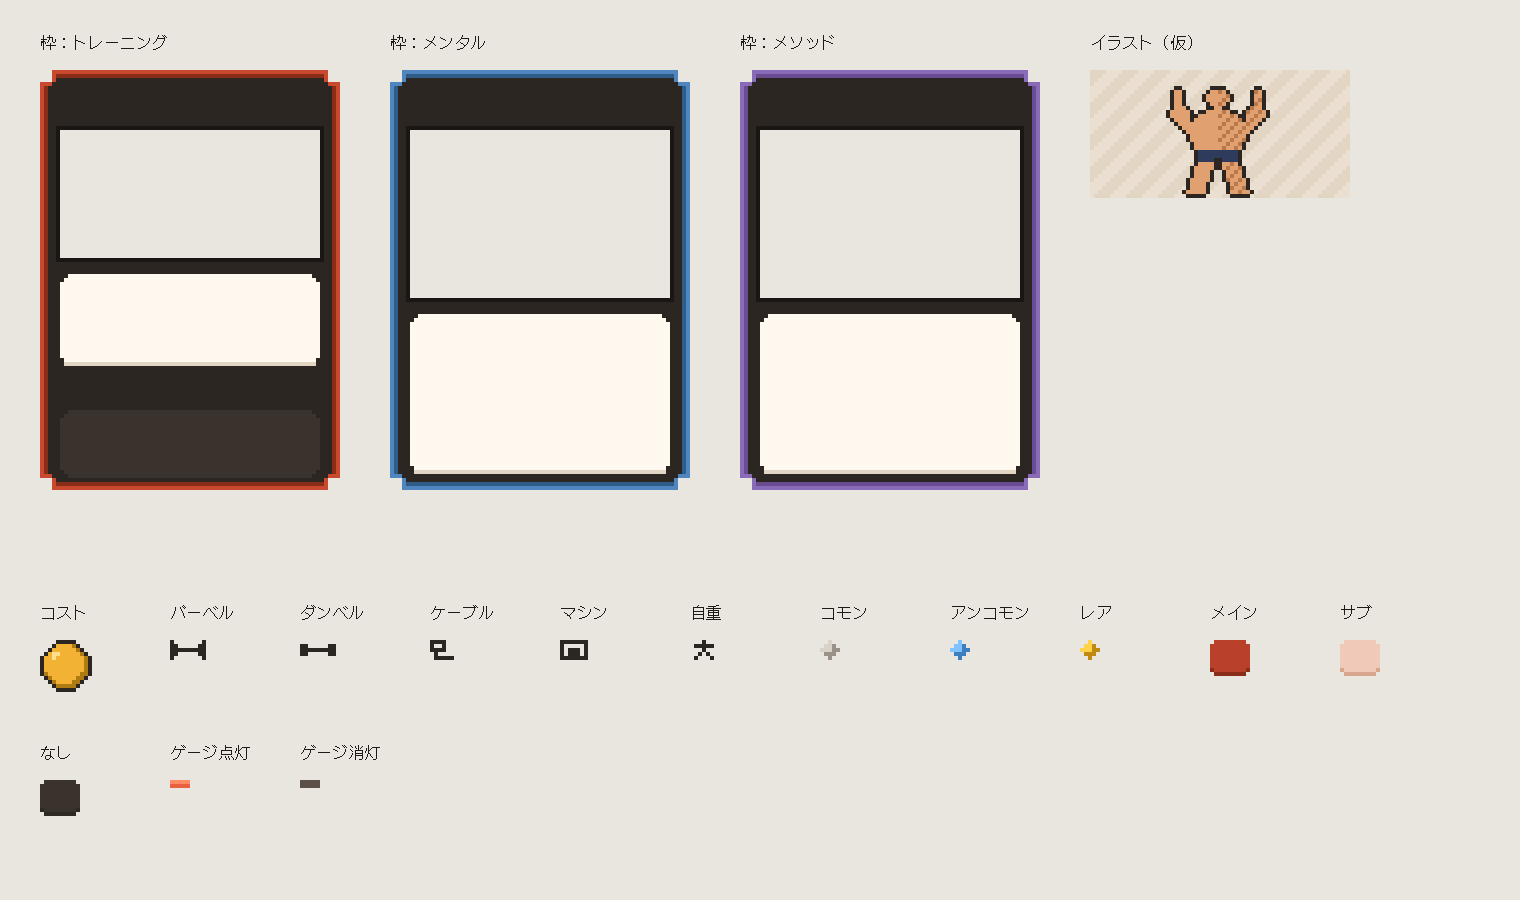 枠：トレーニング
枠：メンタル
枠：メソッド
イラスト（仮）
コスト
バーベル
ダンベル
ケーブル
マシン
自重
コモン
アンコモン
レア
メイン
サブ
なし
ゲージ点灯
ゲージ消灯